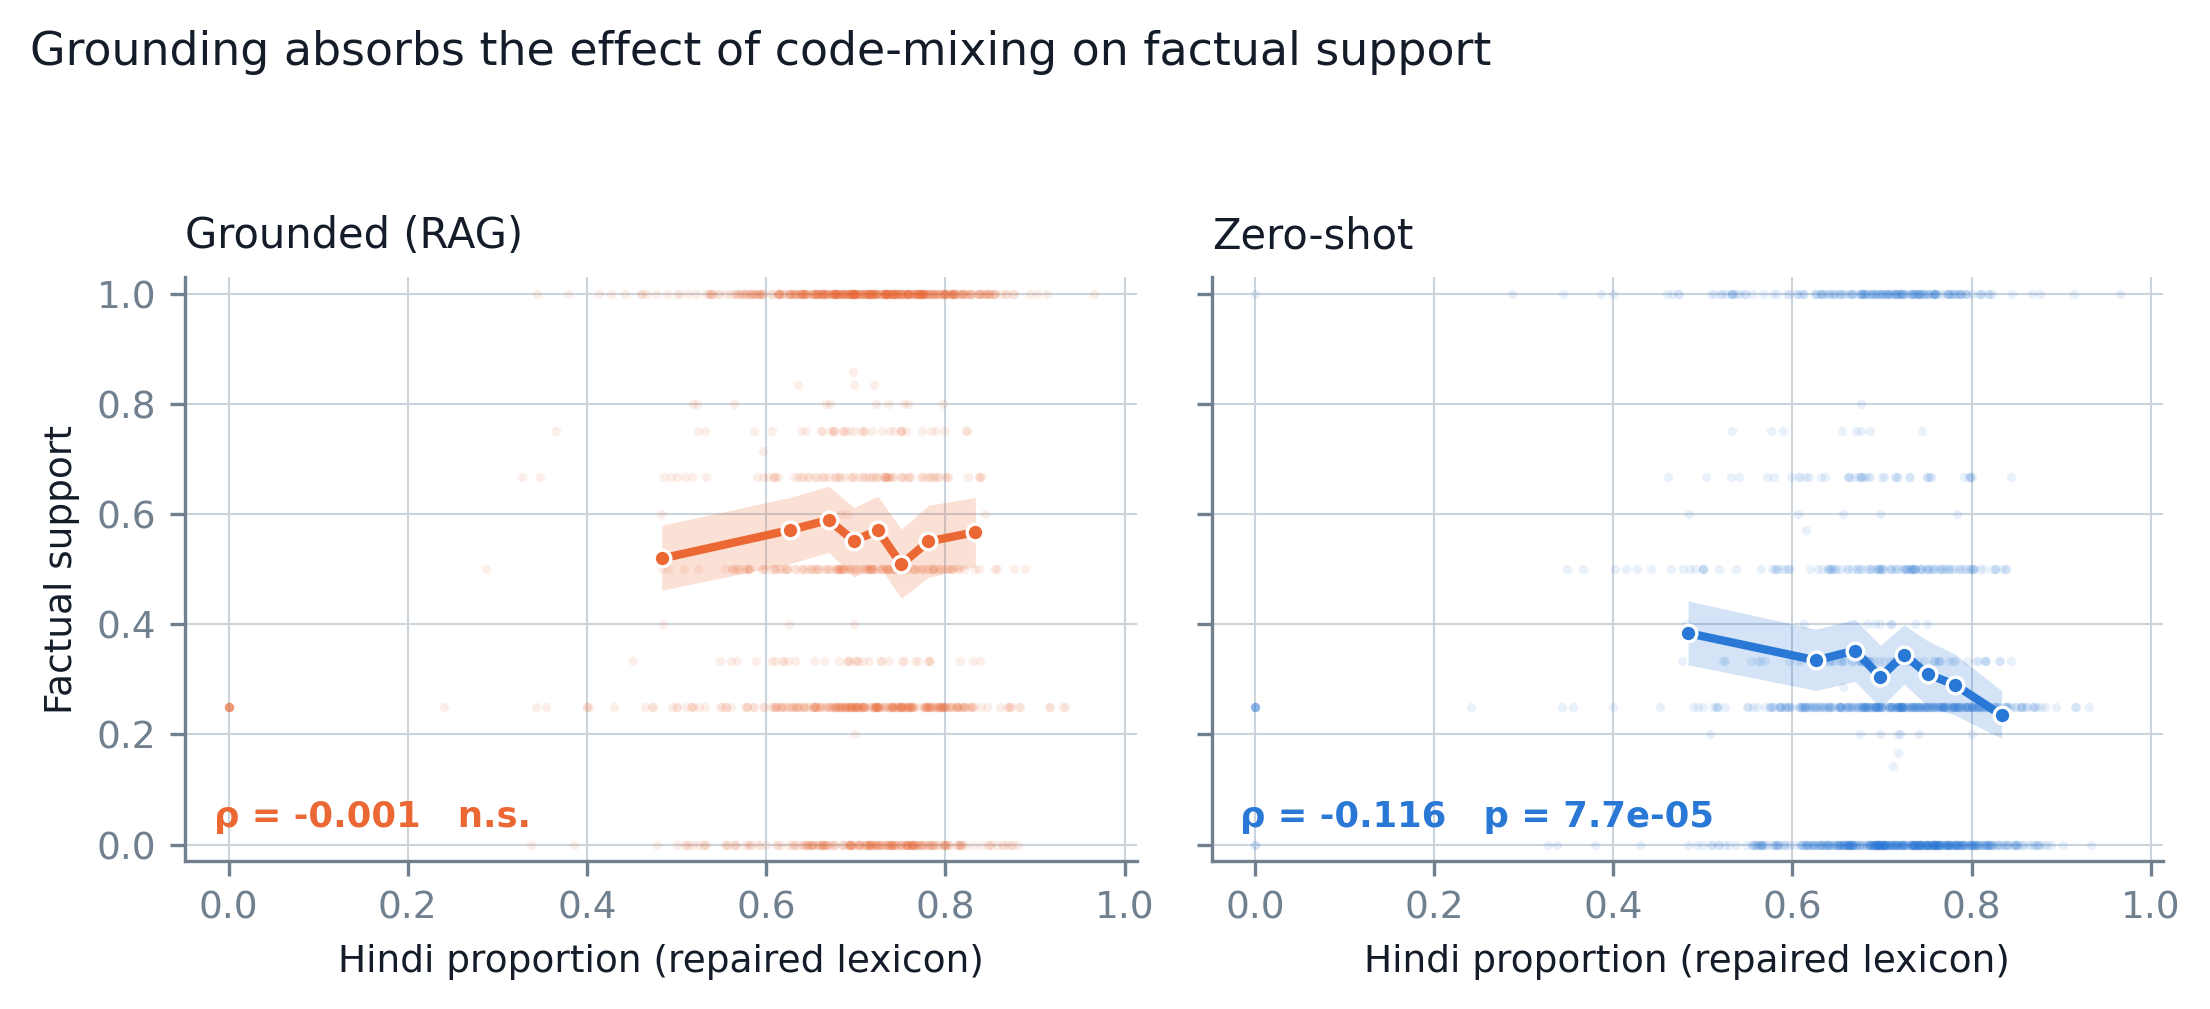 Grounding absorbs the effect of code-mixing on factual support
Grounded (RAG)
Zero-shot
Factual support
1.0
0.8
0.6
0.4
0.2
0.0
ρ = -0.001 n.s.
ρ = -0.116 p = 7.7e-05
0.0 0.2 0.4 0.6 0.8 1.0
0.0 0.2 0.4 0.6 0.8 1.0
Hindi proportion (repaired lexicon)
Hindi proportion (repaired lexicon)